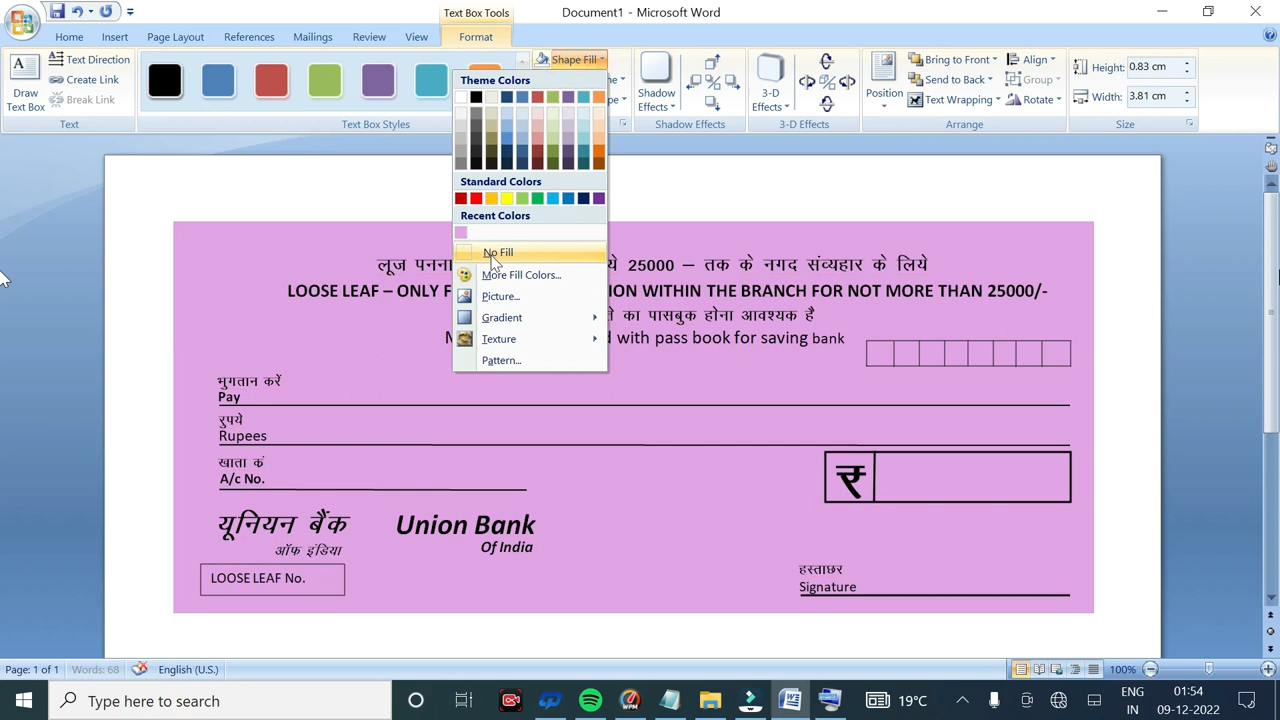 Text Box Tools
Document1 - Microsoft Word
Home Insert Page Layout References Mailings Review View Format
Draw Text Box
Text Direction
Create Link
Break Link
Shape Fill
Shadow Effects
3-D Effects
Position
Bring to Front
Send to Back
Text Wrapping
Align
Group
Rotate
Height: 0.83 cm
Width: 3.81 cm
Text
Text Box Styles
Shadow Effects
3-D Effects
Arrange
Size
Theme Colors
Standard Colors
Recent Colors
No Fill
More Fill Colors...
Picture...
Gradient
Texture
Pattern...
लूज पनना ये 25000 – तक के नगद संव्यहार के लिये
LOOSE LEAF – ONLY F ION WITHIN THE BRANCH FOR NOT MORE THAN 25000/-
ले का पासबुक होना आवश्यक है
M d with pass book for saving bank
भुगतान करें
Pay
रुपये
Rupees
खाता कं
A/c No.
₹
यूनियन बैंक Union Bank
ऑफ इंडिया Of India
LOOSE LEAF No.
हस्ताछर
Signature
Page: 1 of 1 Words: 68 English (U.S.) 100%
Type here to search
WPM
19°C
ENG
IN
01:54
09-12-2022